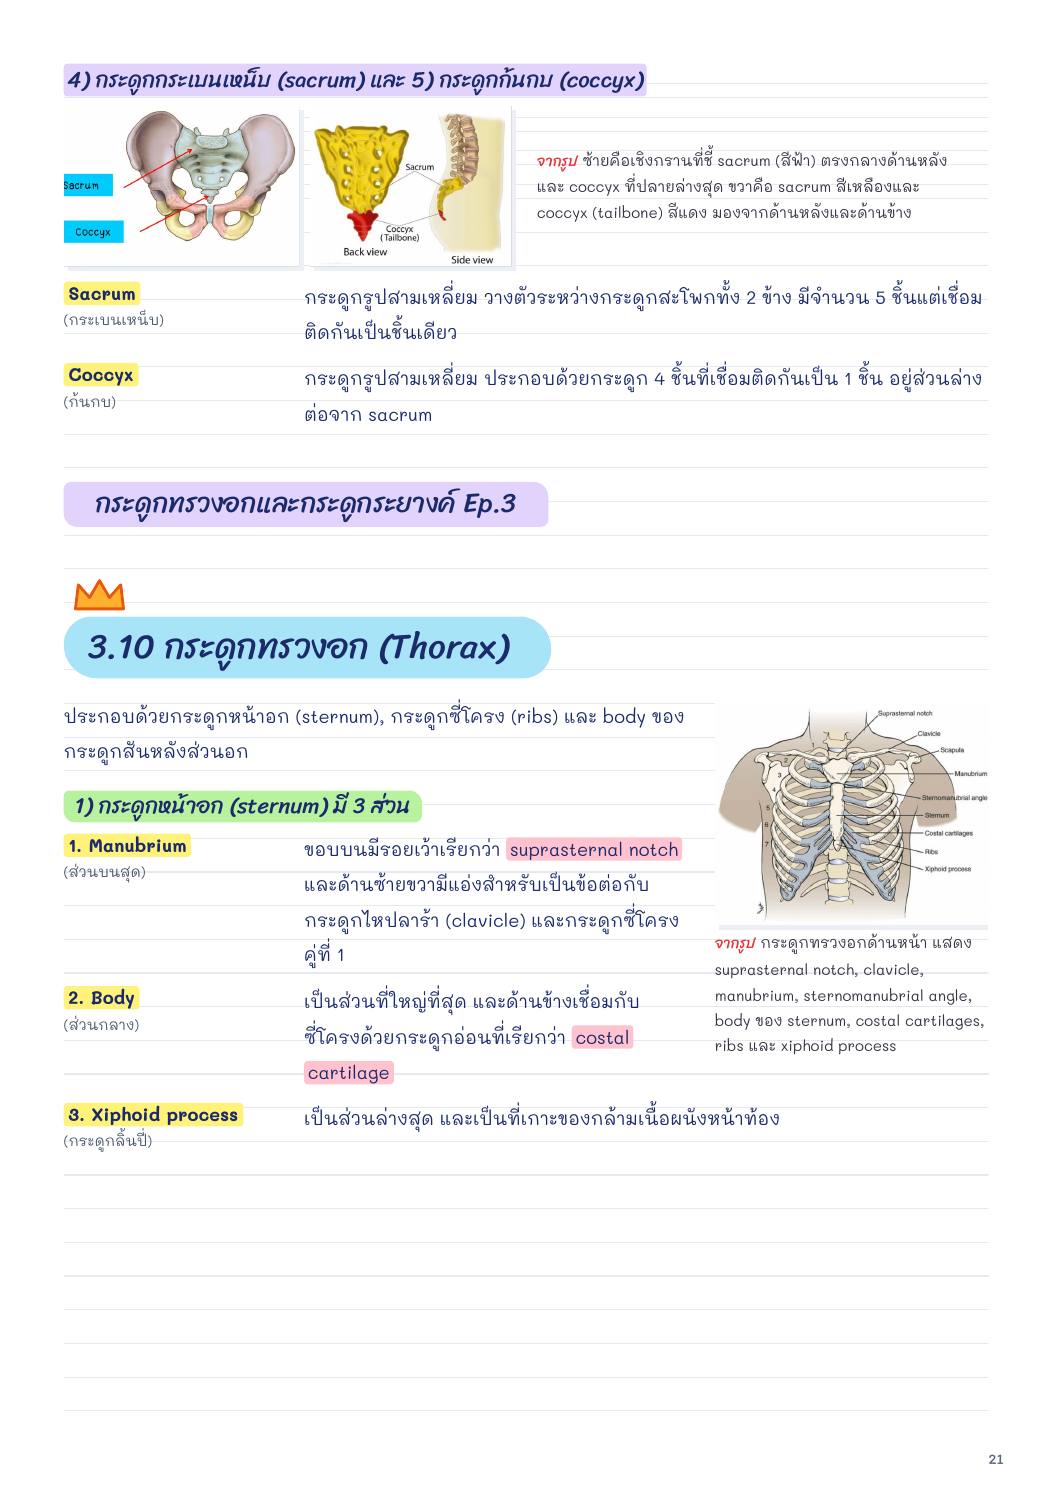 4) กระดูกกระเบนเหน็บ (sacrum) และ 5) กระดูกก้นกบ (coccyx)
Sacrum
Coccyx
Sacrum
Coccyx
(Tailbone)
Back view
Side view
จากรูป ซ้ายคือเชิงกรานที่ชี้ sacrum (สีฟ้า) ตรงกลางด้านหลัง
และ coccyx ที่ปลายล่างสุด ขวาคือ sacrum สีเหลืองและ
coccyx (tailbone) สีแดง มองจากด้านหลังและด้านข้าง
Sacrum
(กระเบนเหน็บ)
กระดูกรูปสามเหลี่ยม วางตัวระหว่างกระดูกสะโพกทั้ง 2 ข้าง มีจำนวน 5 ชิ้นแต่เชื่อม
ติดกันเป็นชิ้นเดียว
Coccyx
(ก้นกบ)
กระดูกรูปสามเหลี่ยม ประกอบด้วยกระดูก 4 ชิ้นที่เชื่อมติดกันเป็น 1 ชิ้น อยู่ส่วนล่าง
ต่อจาก sacrum
กระดูกทรวงอกและกระดูกระยางค์ Ep.3
3.10 กระดูกทรวงอก (Thorax)
ประกอบด้วยกระดูกหน้าอก (sternum), กระดูกซี่โครง (ribs) และ body ของ
กระดูกสันหลังส่วนอก
1) กระดูกหน้าอก (sternum) มี 3 ส่วน
1. Manubrium
(ส่วนบนสุด)
ขอบบนมีรอยเว้าเรียกว่า suprasternal notch
และด้านซ้ายขวามีแอ่งสำหรับเป็นข้อต่อกับ
กระดูกไหปลาร้า (clavicle) และกระดูกซี่โครง
คู่ที่ 1
2. Body
(ส่วนกลาง)
เป็นส่วนที่ใหญ่ที่สุด และด้านข้างเชื่อมกับ
ซี่โครงด้วยกระดูกอ่อนที่เรียกว่า costal
cartilage
3. Xiphoid process
(กระดูกลิ้นปี่)
เป็นส่วนล่างสุด และเป็นที่เกาะของกล้ามเนื้อผนังหน้าท้อง
Suprasternal notch
Clavicle
Scapula
Manubrium
Sternomanubrial angle
Sternum
Costal cartilages
Ribs
Xiphoid process
2
3
4
5
6
7
จากรูป กระดูกทรวงอกด้านหน้า แสดง
suprasternal notch, clavicle,
manubrium, sternomanubrial angle,
body ของ sternum, costal cartilages,
ribs และ xiphoid process
21